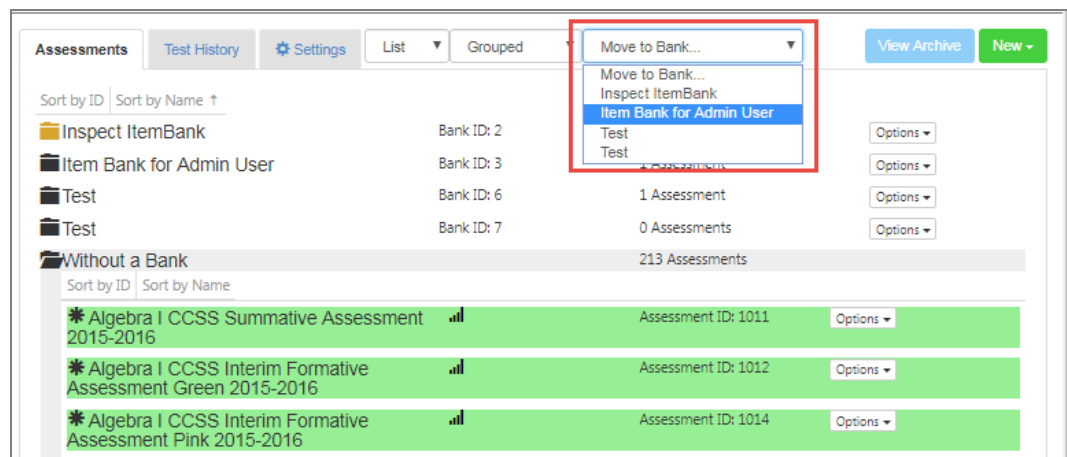 Assessments Test History Settings List Grouped Move to Bank... View Archive New
Move to Bank...
Inspect ItemBank
Item Bank for Admin User
Test
Test
Sort by ID Sort by Name ↑
Inspect ItemBank Bank ID: 2 Options
Item Bank for Admin User Bank ID: 3 1 Assessment Options
Test Bank ID: 6 1 Assessment Options
Test Bank ID: 7 0 Assessments Options
Without a Bank 213 Assessments
Sort by ID Sort by Name
Algebra I CCSS Summative Assessment Assessment ID: 1011 Options
2015-2016
Algebra I CCSS Interim Formative Assessment ID: 1012 Options
Assessment Green 2015-2016
Algebra I CCSS Interim Formative Assessment ID: 1014 Options
Assessment Pink 2015-2016